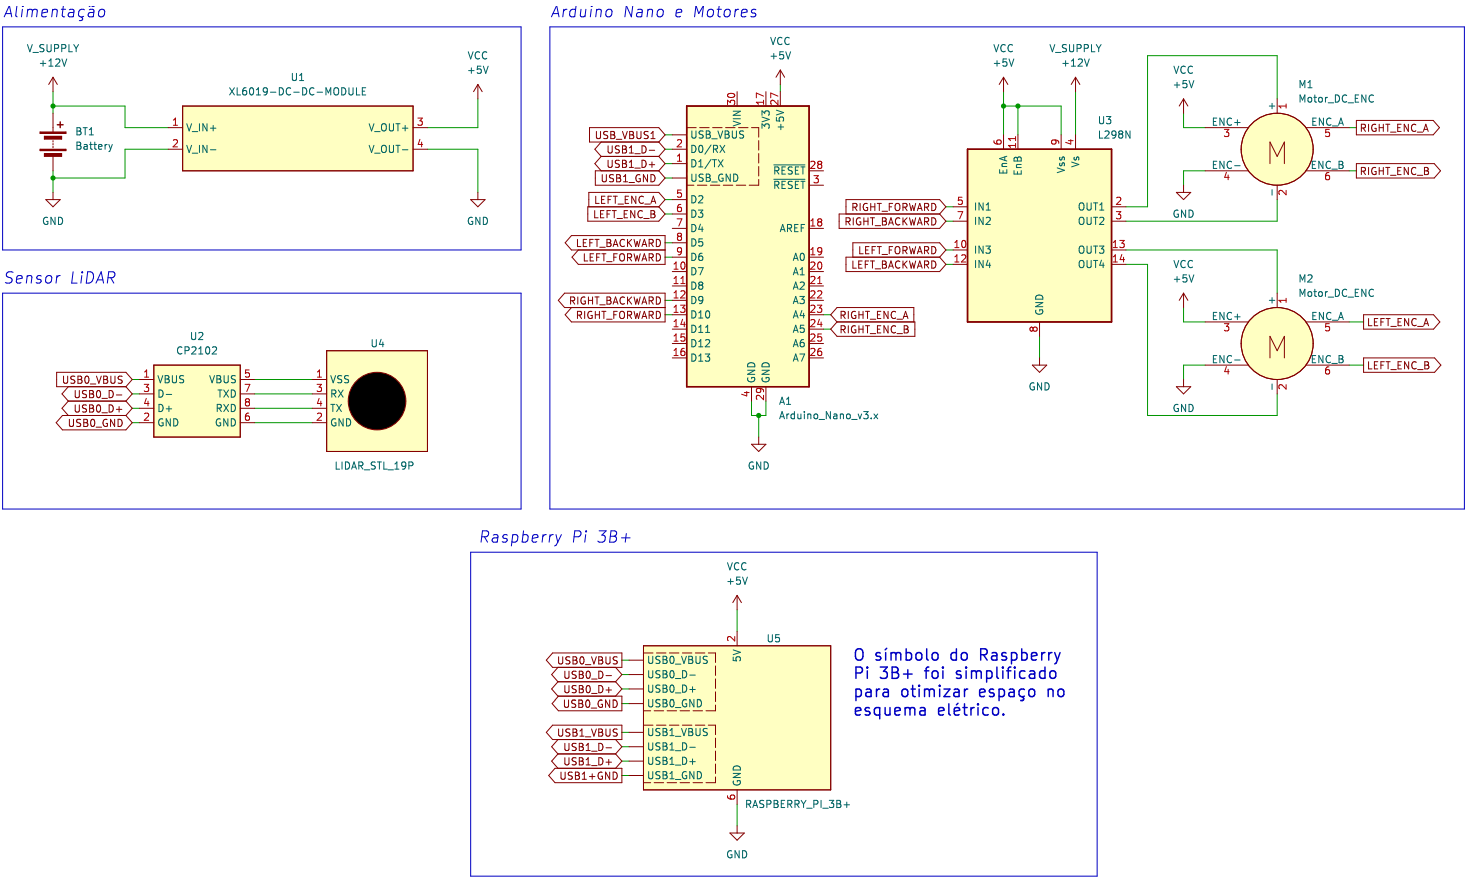 Alimentação
V_SUPPLY
+12V
BT1
Battery
GND
U1
XL6019-DC-DC-MODULE
1 V_IN+
2 V_IN-
V_OUT+ 3
V_OUT- 4
VCC
+5V
GND
Sensor LiDAR
U2
CP2102
USB0_VBUS 1 VBUS
USB0_D- 3 D-
USB0_D+ 4 D+
USB0_GND 2 GND
VBUS 5
TXD 7
RXD 8
GND 6
U4
1 VSS
3 RX
4 TX
2 GND
LIDAR_STL_19P
Arduino Nano e Motores
VCC
+5V
30 VIN
17 3V3
27 +5V
USB_VBUS1 USB_VBUS
USB1_D- 2 D0/RX
USB1_D+ 1 D1/TX
USB1_GND USB_GND
LEFT_ENC_A 5 D2
LEFT_ENC_B 6 D3
7 D4
LEFT_BACKWARD 8 D5
LEFT_FORWARD 9 D6
10 D7
11 D8
RIGHT_BACKWARD 12 D9
RIGHT_FORWARD 13 D10
14 D11
15 D12
16 D13
RESET 28
RESET 3
AREF 18
A0 19
A1 20
A2 21
A3 22
A4 23 RIGHT_ENC_A
A5 24 RIGHT_ENC_B
A6 25
A7 26
GND 4
GND 29
A1
Arduino_Nano_v3.x
GND
VCC
+5V
V_SUPPLY
+12V
U3
L298N
6 EnA
11 EnB
9 Vss
4 Vs
RIGHT_FORWARD 5 IN1
RIGHT_BACKWARD 7 IN2
LEFT_FORWARD 10 IN3
LEFT_BACKWARD 12 IN4
OUT1 2
OUT2 3
OUT3 13
OUT4 14
GND 8
GND
VCC
+5V
M1
Motor_DC_ENC
+ 1
ENC+ 3
ENC- 4
M
ENC_A 5 RIGHT_ENC_A
ENC_B 6 RIGHT_ENC_B
- 2
GND
VCC
+5V
M2
Motor_DC_ENC
+ 1
ENC+ 3
ENC- 4
M
ENC_A 5 LEFT_ENC_A
ENC_B 6 LEFT_ENC_B
- 2
GND
Raspberry Pi 3B+
VCC
+5V
2 5V
U5
USB0_VBUS USB0_VBUS
USB0_D- USB0_D-
USB0_D+ USB0_D+
USB0_GND USB0_GND
USB1_VBUS USB1_VBUS
USB1_D- USB1_D-
USB1_D+ USB1_D+
USB1+GND USB1_GND
GND 6
RASPBERRY_PI_3B+
GND
O símbolo do Raspberry
Pi 3B+ foi simplificado
para otimizar espaço no
esquema elétrico.